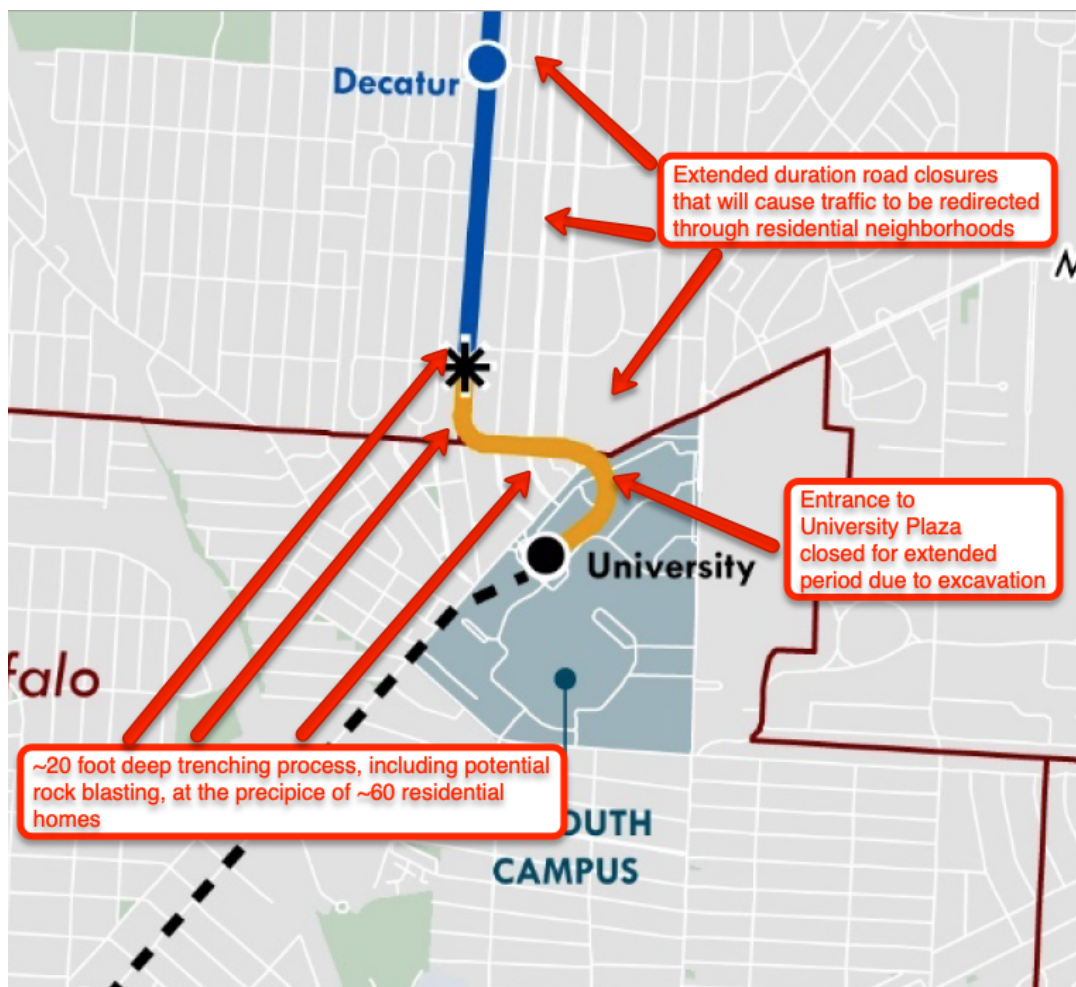 Decatur
Extended duration road closures
that will cause traffic to be redirected
through residential neighborhoods
M
Entrance to
University Plaza
closed for extended
period due to excavation
University
falo
~20 foot deep trenching process, including potential
rock blasting, at the precipice of ~60 residential
homes
OUTH
CAMPUS